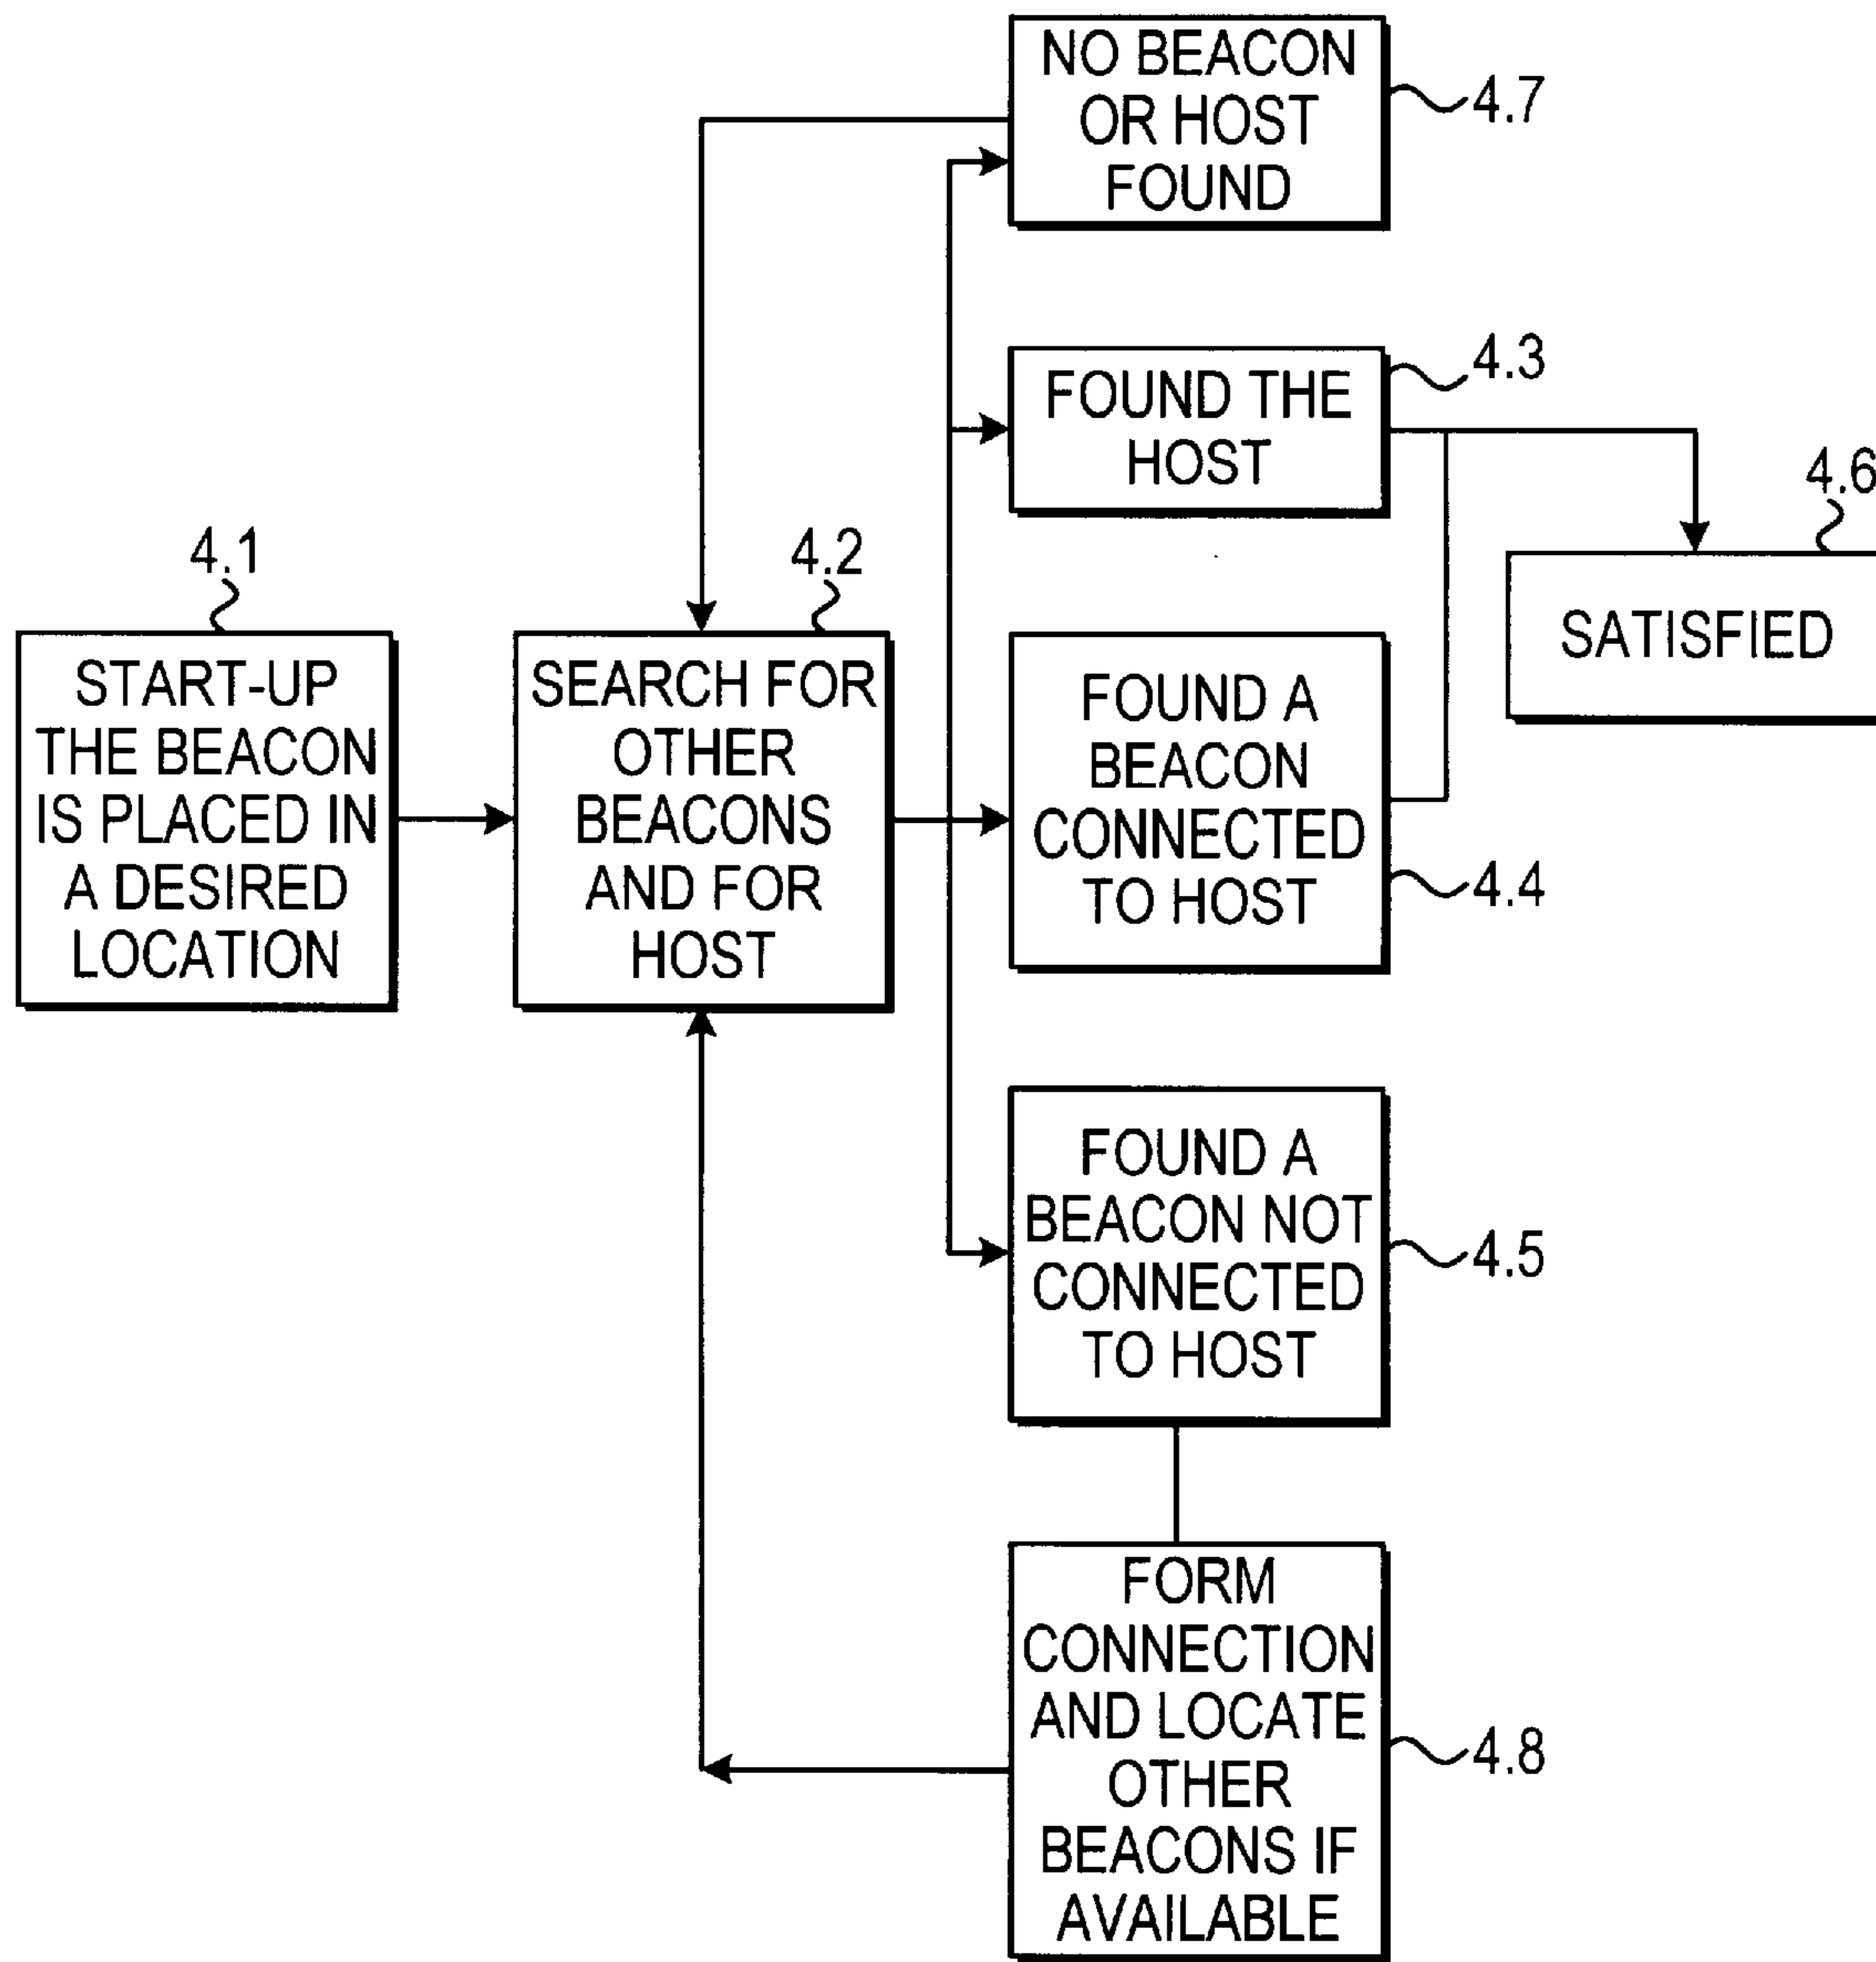 NO BEACON
OR HOST
FOUND
4.7
FOUND THE
HOST
4.3
4.6
SATISFIED
4.1
START-UP
THE BEACON
IS PLACED IN
A DESIRED
LOCATION
4.2
SEARCH FOR
OTHER
BEACONS
AND FOR
HOST
FOUND A
BEACON
CONNECTED
TO HOST
4.4
FOUND A
BEACON NOT
CONNECTED
TO HOST
4.5
FORM
CONNECTION
AND LOCATE
OTHER
BEACONS IF
AVAILABLE
4.8